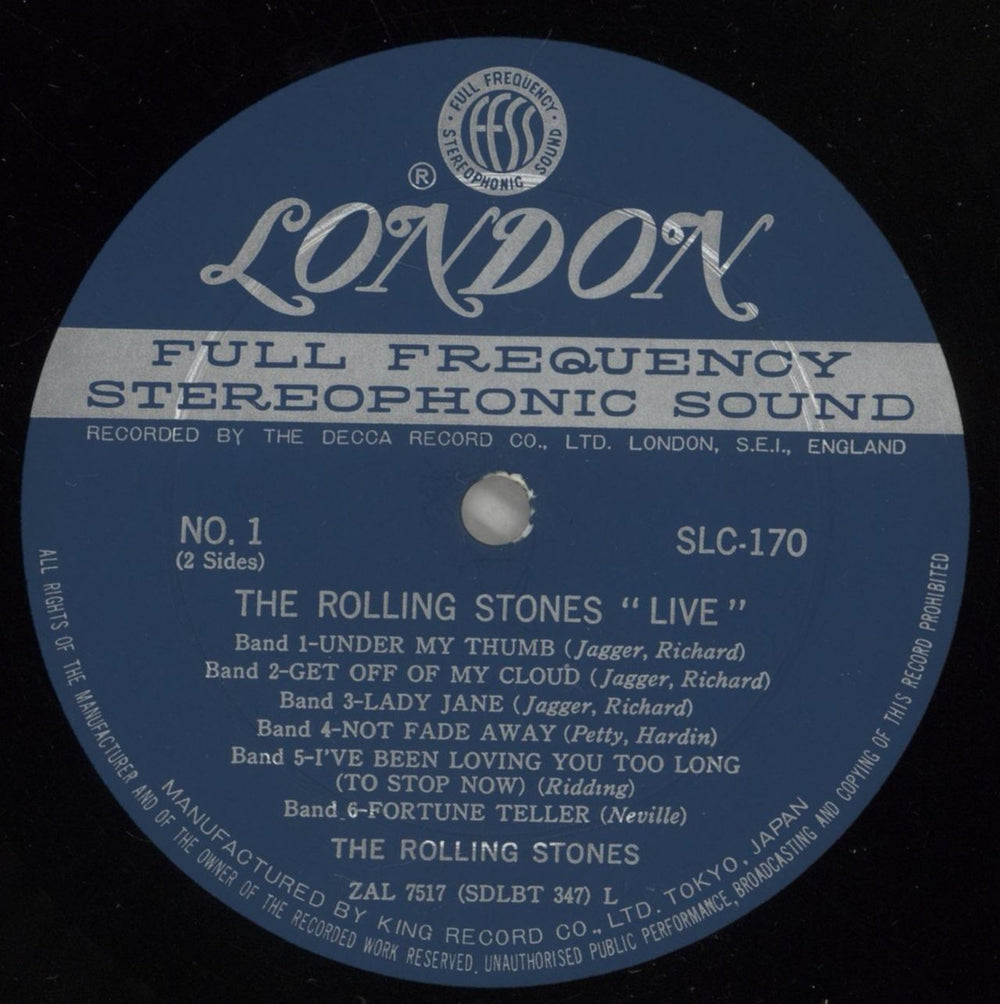 FULL FREQUENCY
ffss
STEREOPHONIC SOUND
®
LONDON
FULL FREQUENCY
STEREOPHONIC SOUND
RECORDED BY THE DECCA RECORD CO., LTD. LONDON, S.E.I., ENGLAND
NO. 1
(2 Sides)
SLC-170
THE ROLLING STONES “ LIVE ”
Band 1-UNDER MY THUMB (Jagger, Richard)
Band 2-GET OFF OF MY CLOUD (Jagger, Richard)
Band 3-LADY JANE (Jagger, Richard)
Band 4-NOT FADE AWAY (Petty, Hardin)
Band 5-I'VE BEEN LOVING YOU TOO LONG
(TO STOP NOW) (Ridding)
Band 6-FORTUNE TELLER (Neville)
THE ROLLING STONES
ZAL 7517 (SDLBT 347) L
MANUFACTURED BY KING RECORD CO., LTD. TOKYO, JAPAN
ALL RIGHTS OF THE MANUFACTURER AND OF THE OWNER OF THE RECORDED WORK RESERVED. UNAUTHORISED PUBLIC PERFORMANCE, BROADCASTING AND COPYING OF THIS RECORD PROHIBITED